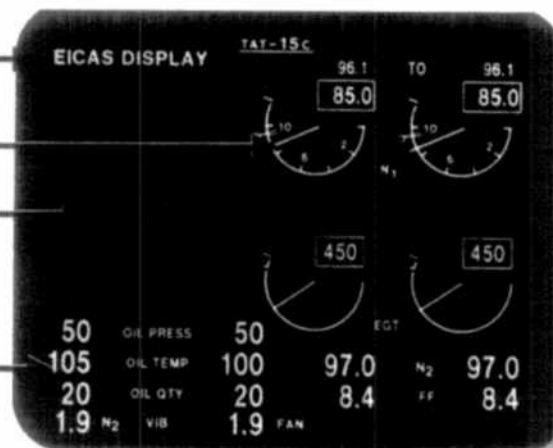 TAT-15c
EICAS DISPLAY
96.1 TO 96.1
85.0 85.0
10 6 2 10 6 2
N1
450 450
EGT
50 OIL PRESS 50
105 OIL TEMP 100 97.0 N2 97.0
20 OIL QTY 20 8.4 FF 8.4
1.9 N2 VIB 1.9 FAN